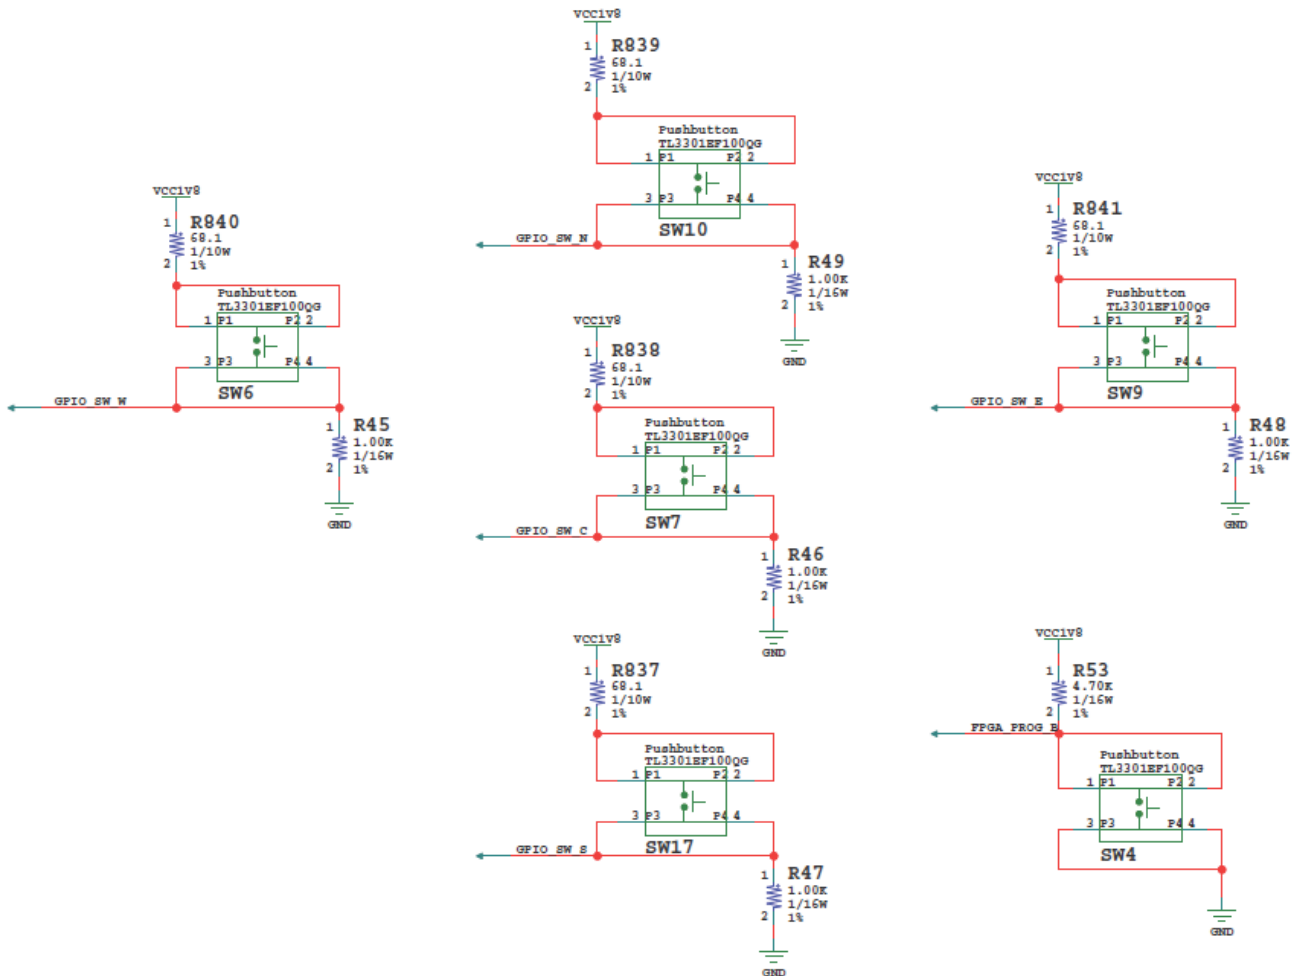 VCC1V8
1 R839
68.1
1/10W
2 1%
Pushbutton
TL3301EF100QG
1 P1 P2 2
3 P3 P4 4
SW10
GPIO_SW_N
1 R49
1.00K
1/16W
2 1%
GND
VCC1V8
1 R840
68.1
1/10W
2 1%
Pushbutton
TL3301EF100QG
1 P1 P2 2
3 P3 P4 4
SW6
GPIO_SW_W
1 R45
1.00K
1/16W
2 1%
GND
VCC1V8
1 R841
68.1
1/10W
2 1%
Pushbutton
TL3301EF100QG
1 P1 P2 2
3 P3 P4 4
SW9
GPIO_SW_E
1 R48
1.00K
1/16W
2 1%
GND
VCC1V8
1 R838
68.1
1/10W
2 1%
Pushbutton
TL3301EF100QG
1 P1 P2 2
3 P3 P4 4
SW7
GPIO_SW_C
1 R46
1.00K
1/16W
2 1%
GND
VCC1V8
1 R837
68.1
1/10W
2 1%
Pushbutton
TL3301EF100QG
1 P1 P2 2
3 P3 P4 4
SW17
GPIO_SW_S
1 R47
1.00K
1/16W
2 1%
GND
VCC1V8
1 R53
4.70K
1/16W
2 1%
FPGA_PROG_B
Pushbutton
TL3301EF100QG
1 P1 P2 2
3 P3 P4 4
SW4
GND